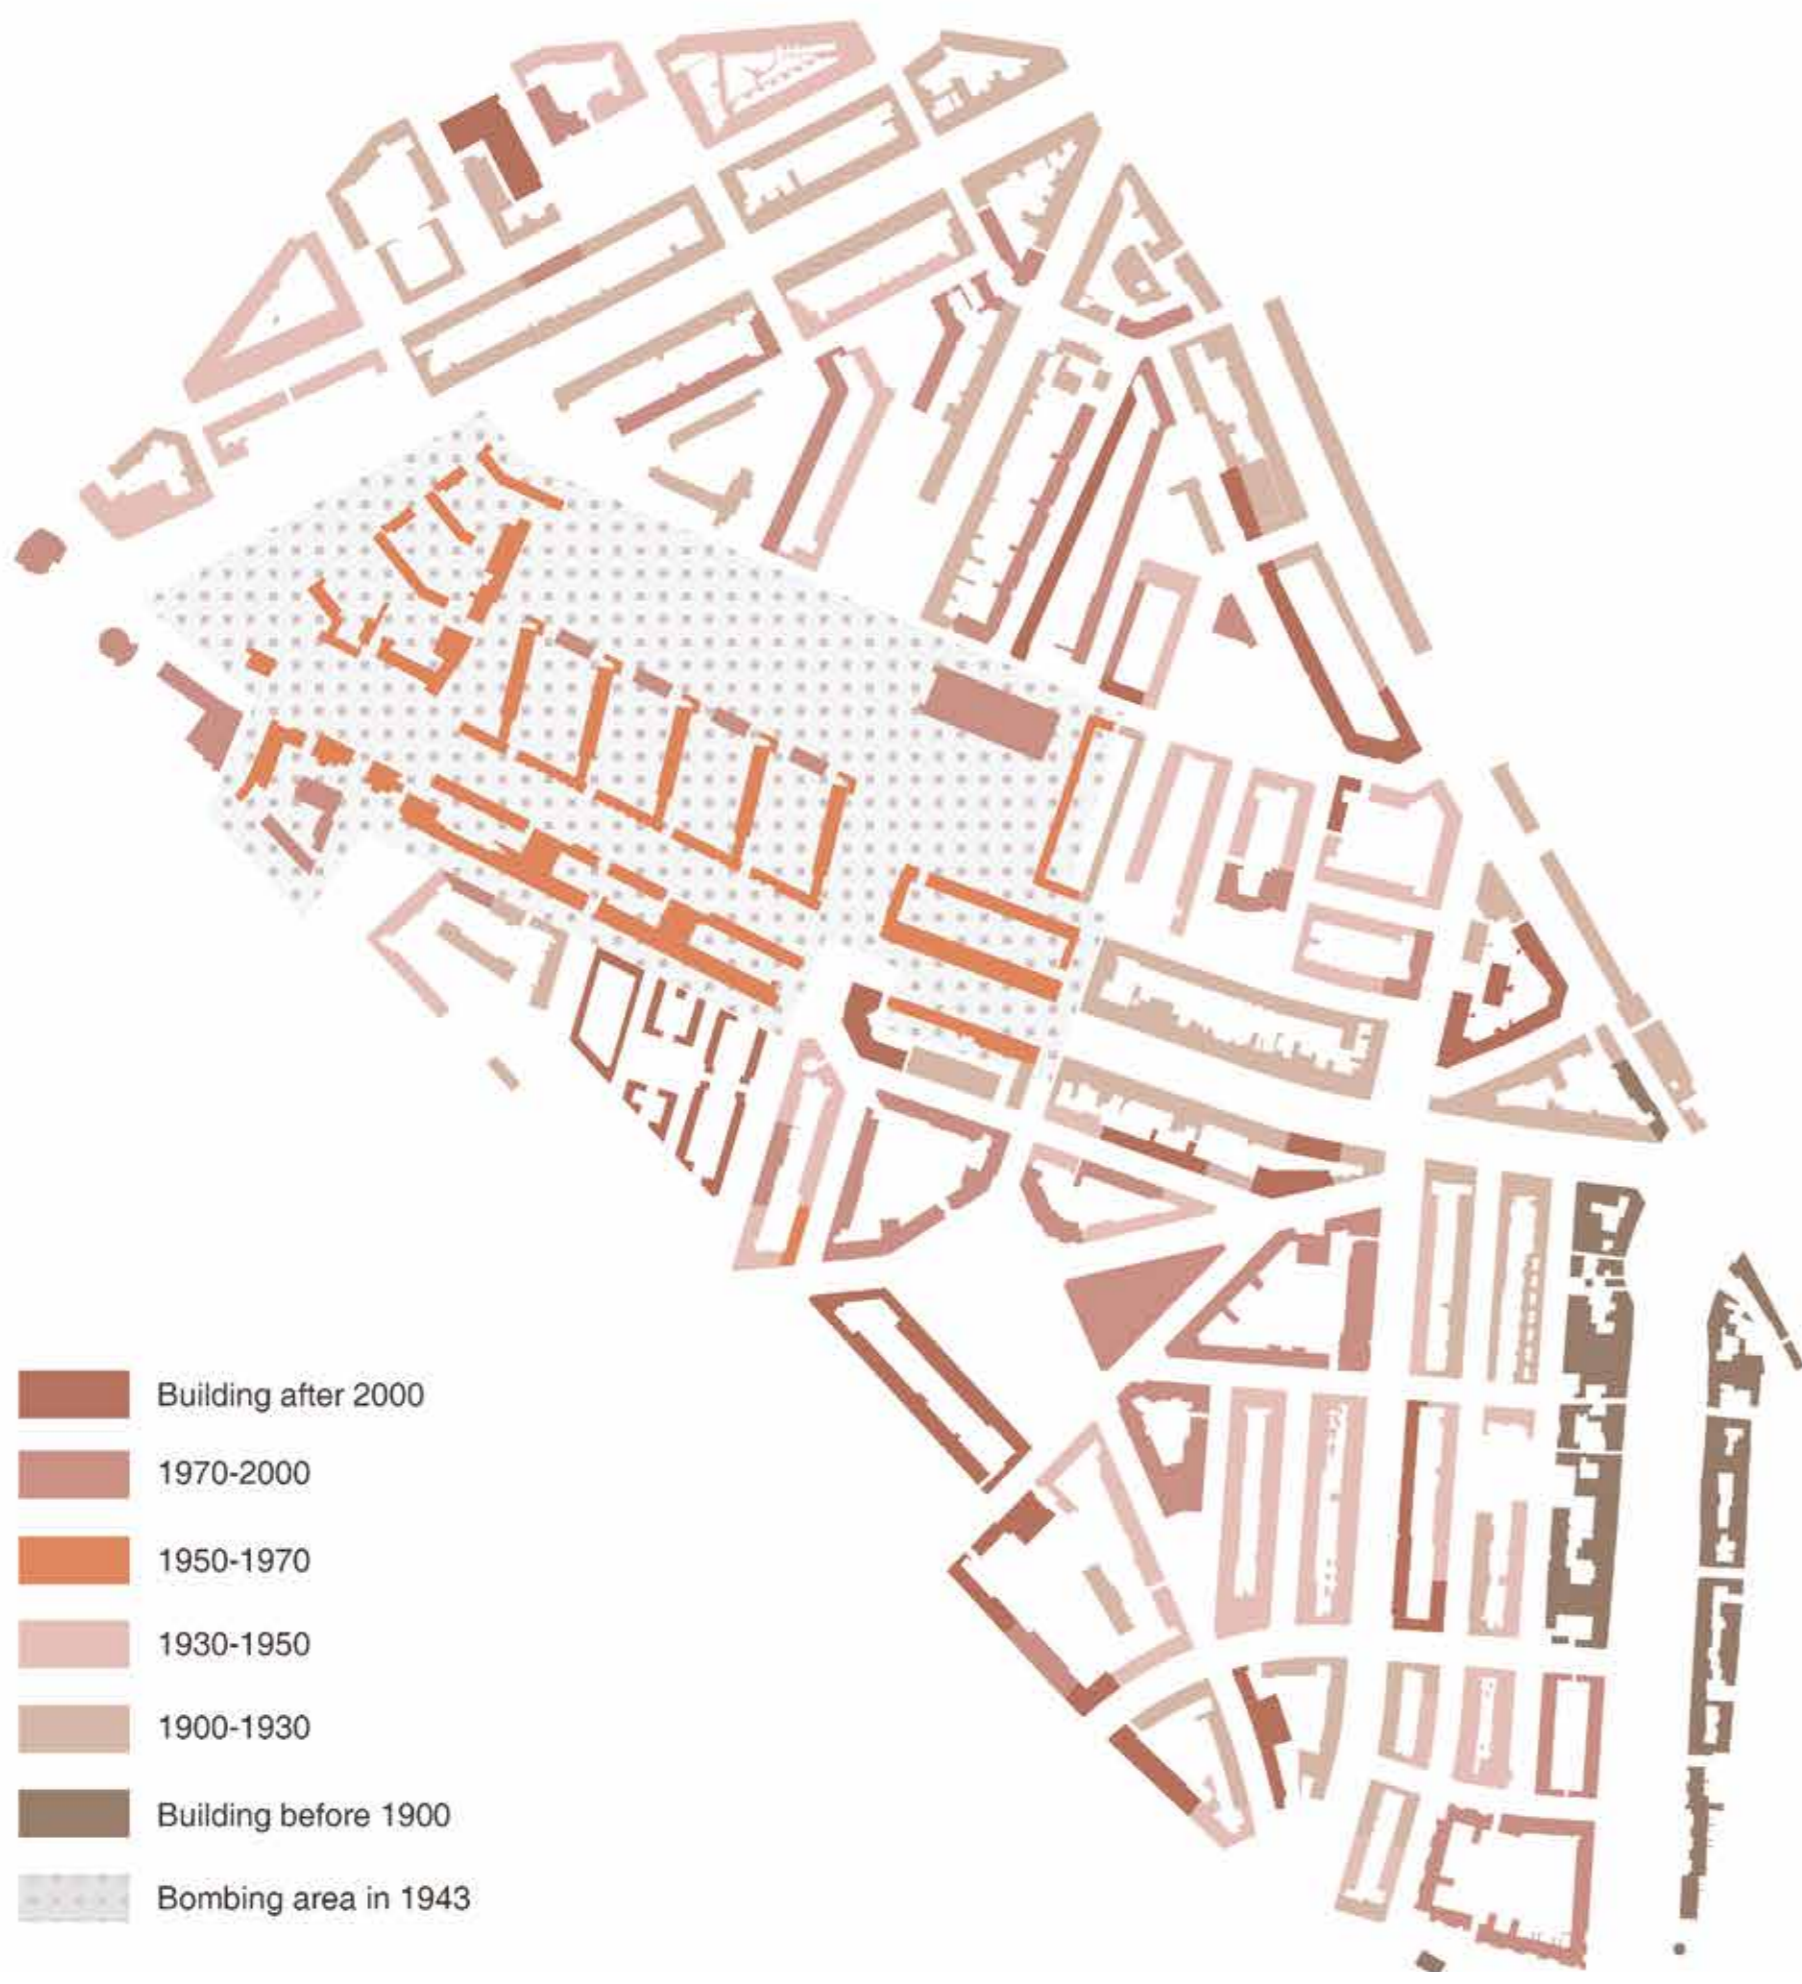 Building after 2000
1970-2000
1950-1970
1930-1950
1900-1930
Building before 1900
Bombing area in 1943